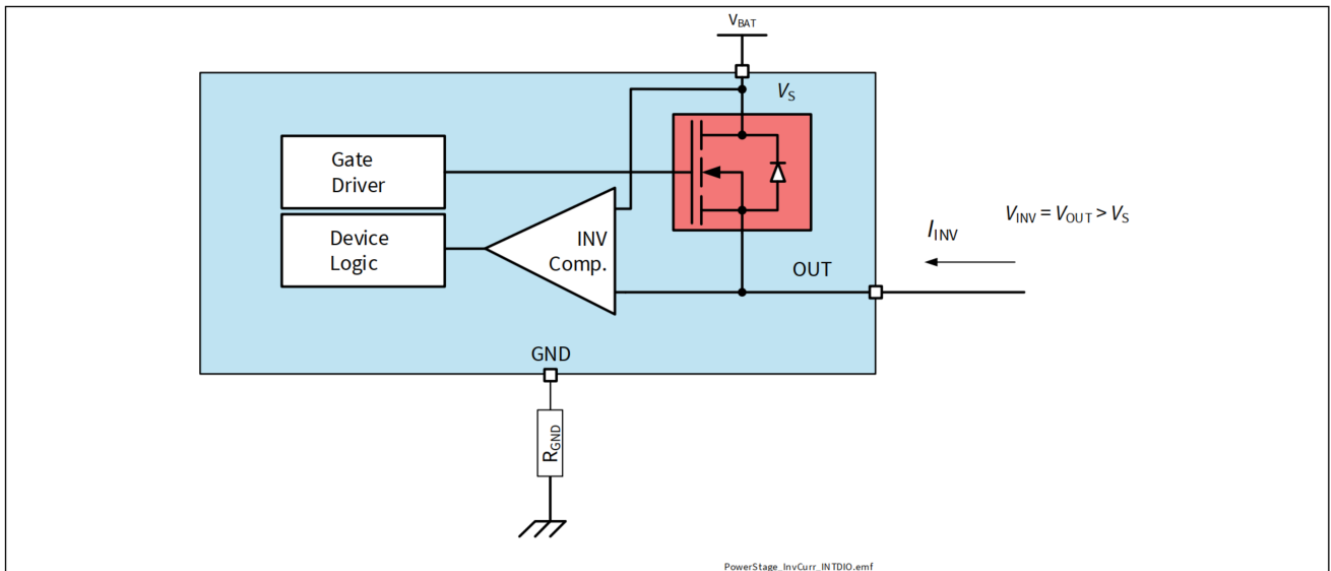 VBAT
VS
Gate
Driver
Device
Logic
INV
Comp.
OUT
IINV
VINV = VOUT > VS
GND
RGND
PowerStage_InvCurr_INTDIO.emf